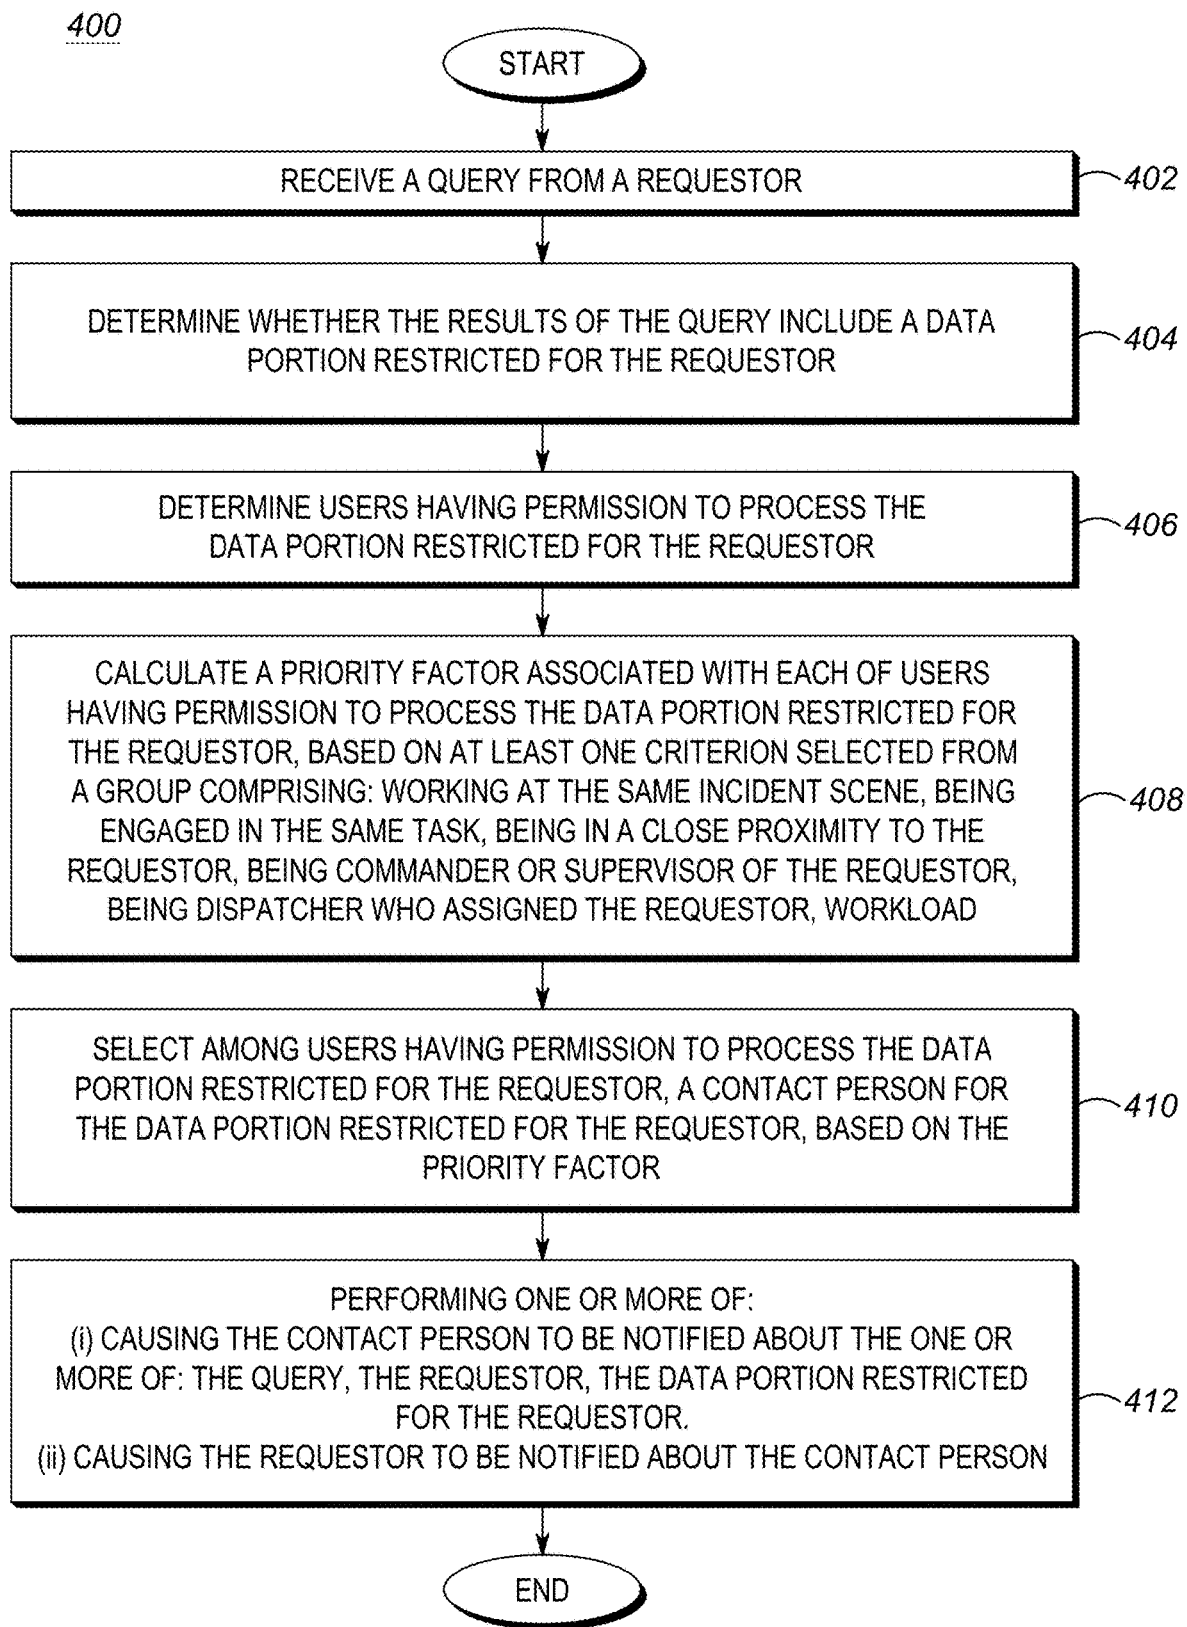 400
START
RECEIVE A QUERY FROM A REQUESTOR
402
DETERMINE WHETHER THE RESULTS OF THE QUERY INCLUDE A DATA
PORTION RESTRICTED FOR THE REQUESTOR
404
DETERMINE USERS HAVING PERMISSION TO PROCESS THE
DATA PORTION RESTRICTED FOR THE REQUESTOR
406
CALCULATE A PRIORITY FACTOR ASSOCIATED WITH EACH OF USERS
HAVING PERMISSION TO PROCESS THE DATA PORTION RESTRICTED FOR
THE REQUESTOR, BASED ON AT LEAST ONE CRITERION SELECTED FROM
A GROUP COMPRISING: WORKING AT THE SAME INCIDENT SCENE, BEING
ENGAGED IN THE SAME TASK, BEING IN A CLOSE PROXIMITY TO THE
REQUESTOR, BEING COMMANDER OR SUPERVISOR OF THE REQUESTOR,
BEING DISPATCHER WHO ASSIGNED THE REQUESTOR, WORKLOAD
408
SELECT AMONG USERS HAVING PERMISSION TO PROCESS THE DATA
PORTION RESTRICTED FOR THE REQUESTOR, A CONTACT PERSON FOR
THE DATA PORTION RESTRICTED FOR THE REQUESTOR, BASED ON THE
PRIORITY FACTOR
410
PERFORMING ONE OR MORE OF:
(i) CAUSING THE CONTACT PERSON TO BE NOTIFIED ABOUT THE ONE OR
MORE OF: THE QUERY, THE REQUESTOR, THE DATA PORTION RESTRICTED
FOR THE REQUESTOR.
(ii) CAUSING THE REQUESTOR TO BE NOTIFIED ABOUT THE CONTACT PERSON
412
END